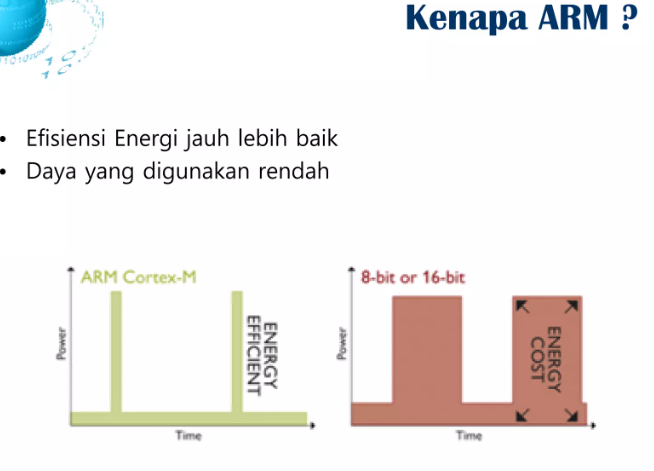 Kenapa ARM ?
• Efisiensi Energi jauh lebih baik
• Daya yang digunakan rendah
ARM Cortex-M
Power
ENERGY
EFFICIENT
Time
8-bit or 16-bit
Power
ENERGY
COST
Time